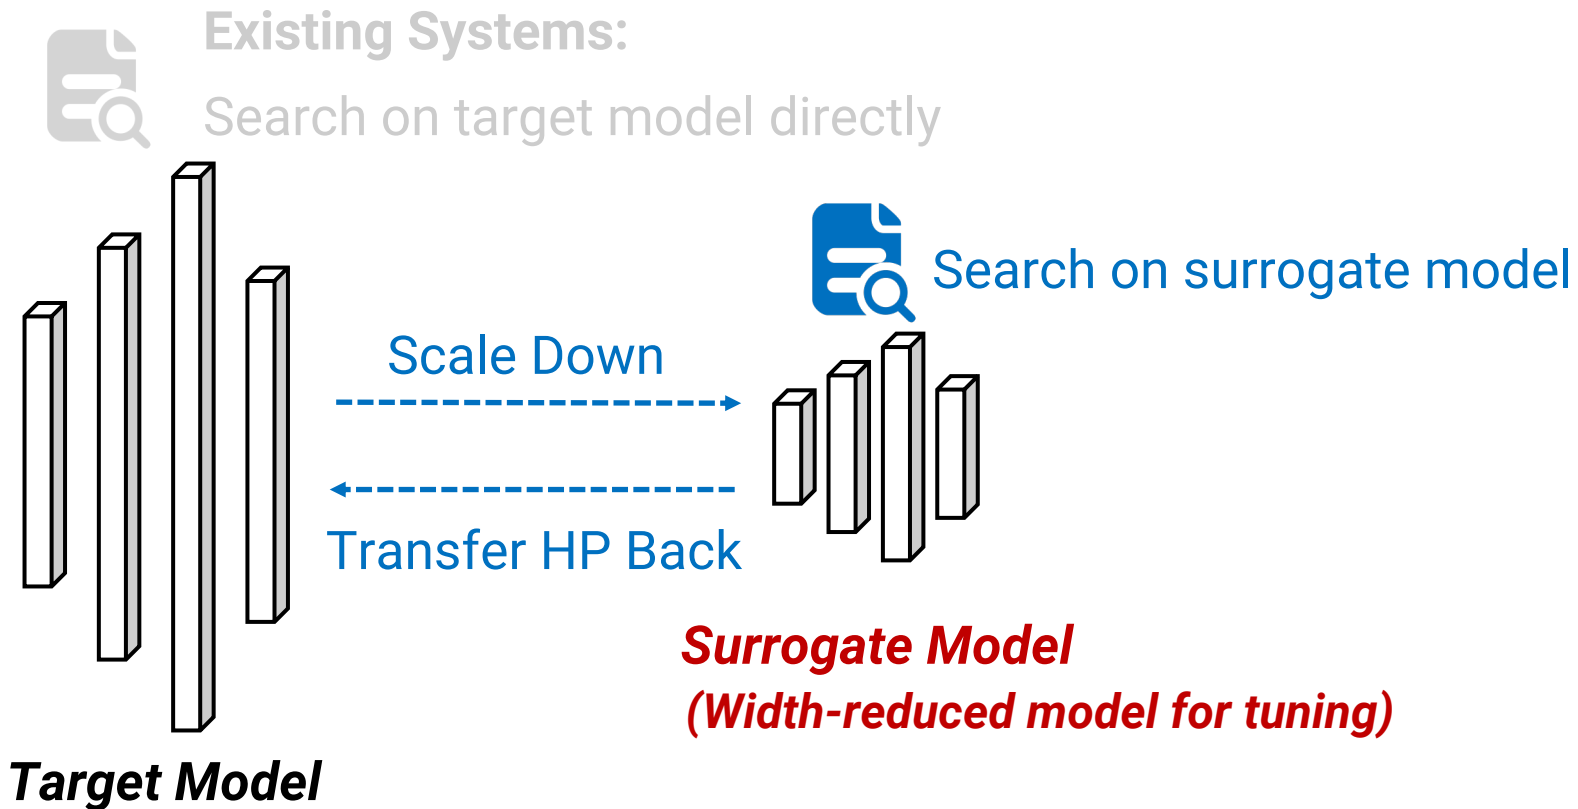 Existing Systems:
Search on target model directly
Search on surrogate model
Scale Down
Transfer HP Back
Surrogate Model
(Width-reduced model for tuning)
Target Model